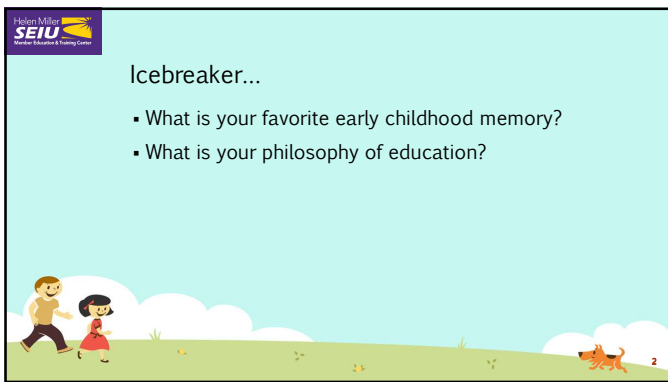 Helen Miller
SEIU
Member Education & Training Center
Icebreaker...
▪ What is your favorite early childhood memory?
▪ What is your philosophy of education?
2